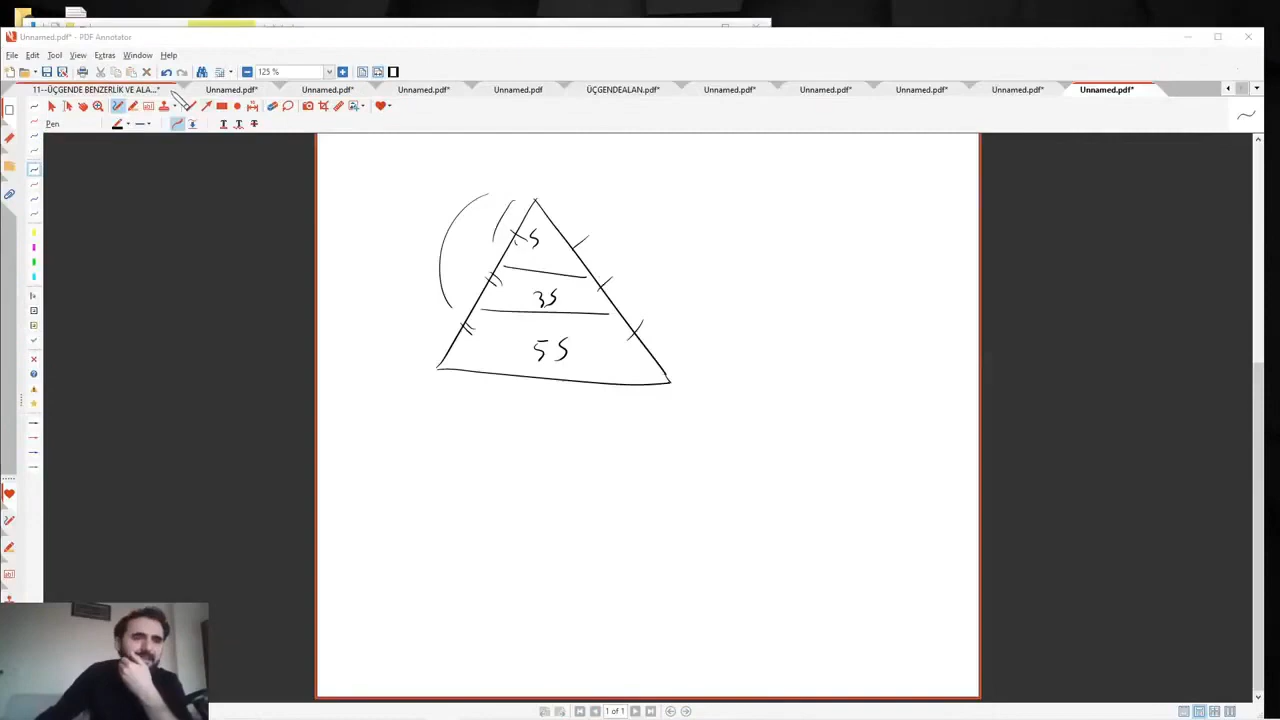 Unnamed.pdf* - PDF Annotator
File Edit Tool View Extras Window Help
125 %
11--ÜÇGENDE BENZERLİK VE ALA...* Unnamed.pdf* Unnamed.pdf* Unnamed.pdf* Unnamed.pdf ÜÇGENDEALAN.pdf* Unnamed.pdf* Unnamed.pdf* Unnamed.pdf* Unnamed.pdf* Unnamed.pdf*
Pen
S
3S
5S
1 of 1